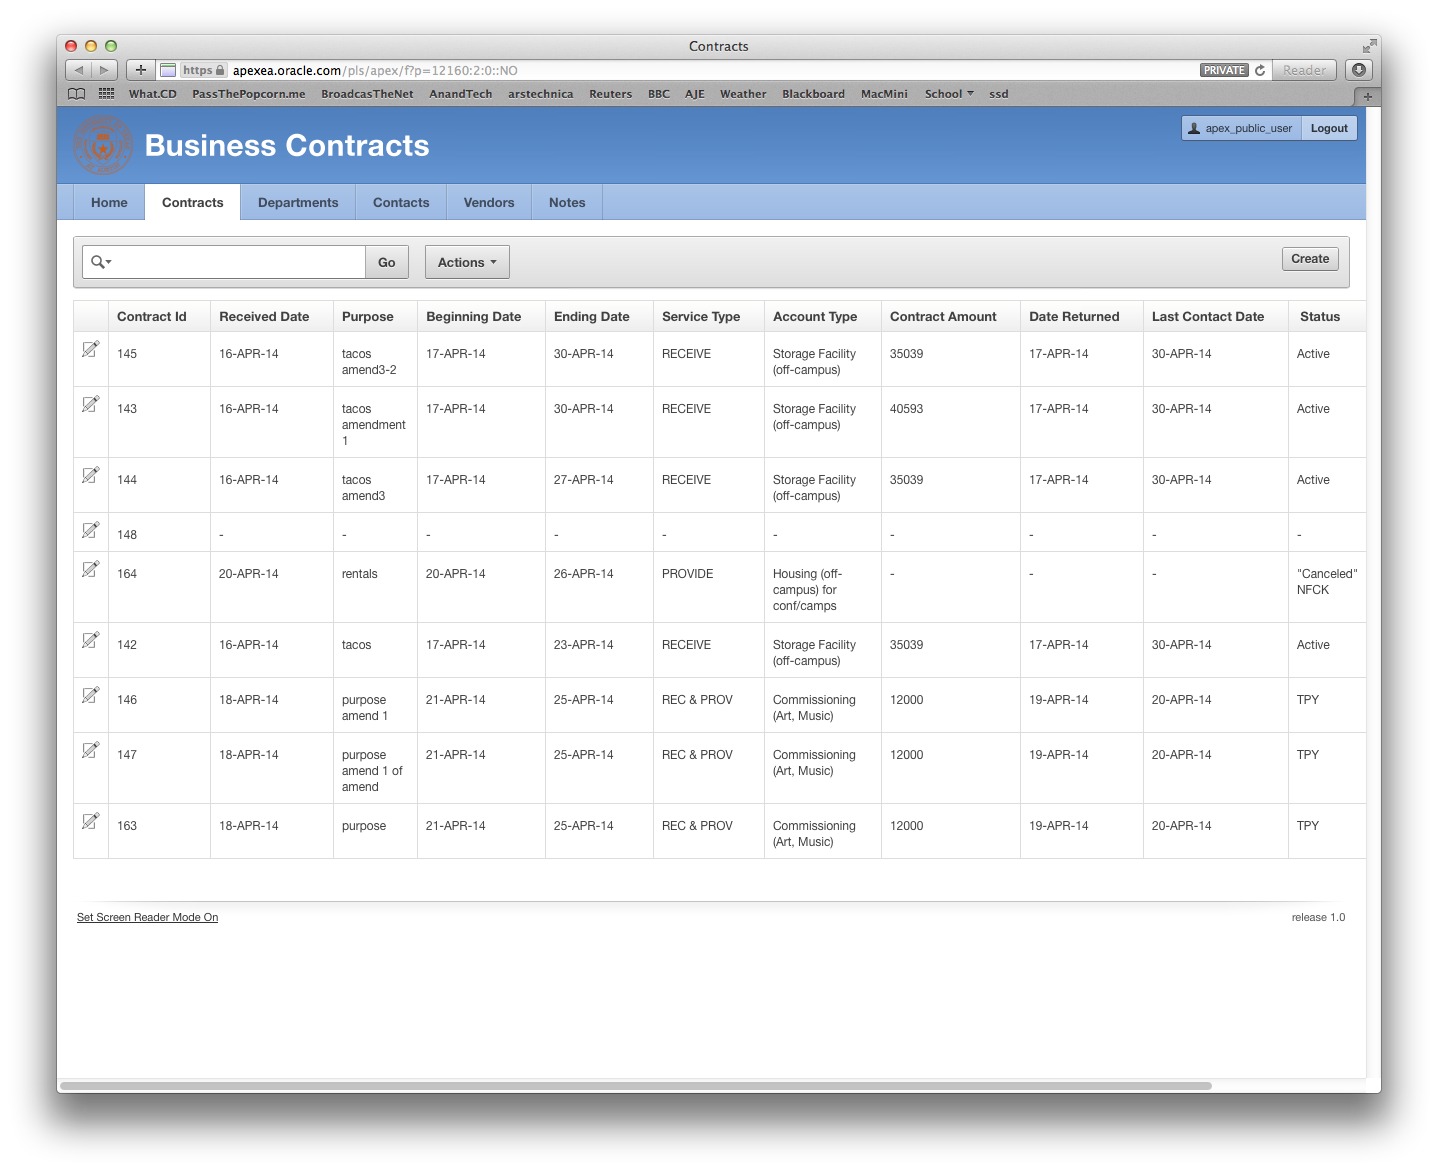 Contracts
https apexea.oracle.com/pls/apex/f?p=12160:2:0::NO PRIVATE Reader
What.CD PassThePopcorn.me BroadcasTheNet AnandTech arstechnica Reuters BBC AJE Weather Blackboard MacMini School ssd
Business Contracts
apex_public_user Logout
Home Contracts Departments Contacts Vendors Notes
Go Actions Create
Contract Id Received Date Purpose Beginning Date Ending Date Service Type Account Type Contract Amount Date Returned Last Contact Date Status
145 16-APR-14 tacos 17-APR-14 30-APR-14 RECEIVE Storage Facility 35039 17-APR-14 30-APR-14 Active
amend3-2 (off-campus)
143 16-APR-14 tacos 17-APR-14 30-APR-14 RECEIVE Storage Facility 40593 17-APR-14 30-APR-14 Active
amendment (off-campus)
1
144 16-APR-14 tacos 17-APR-14 27-APR-14 RECEIVE Storage Facility 35039 17-APR-14 30-APR-14 Active
amend3 (off-campus)
148 - - - - - - - - - -
164 20-APR-14 rentals 20-APR-14 26-APR-14 PROVIDE Housing (off- - - - "Canceled"
campus) for NFCK
conf/camps
142 16-APR-14 tacos 17-APR-14 23-APR-14 RECEIVE Storage Facility 35039 17-APR-14 30-APR-14 Active
(off-campus)
146 18-APR-14 purpose 21-APR-14 25-APR-14 REC & PROV Commissioning 12000 19-APR-14 20-APR-14 TPY
amend 1 (Art, Music)
147 18-APR-14 purpose 21-APR-14 25-APR-14 REC & PROV Commissioning 12000 19-APR-14 20-APR-14 TPY
amend 1 of (Art, Music)
amend
163 18-APR-14 purpose 21-APR-14 25-APR-14 REC & PROV Commissioning 12000 19-APR-14 20-APR-14 TPY
(Art, Music)
Set Screen Reader Mode On release 1.0